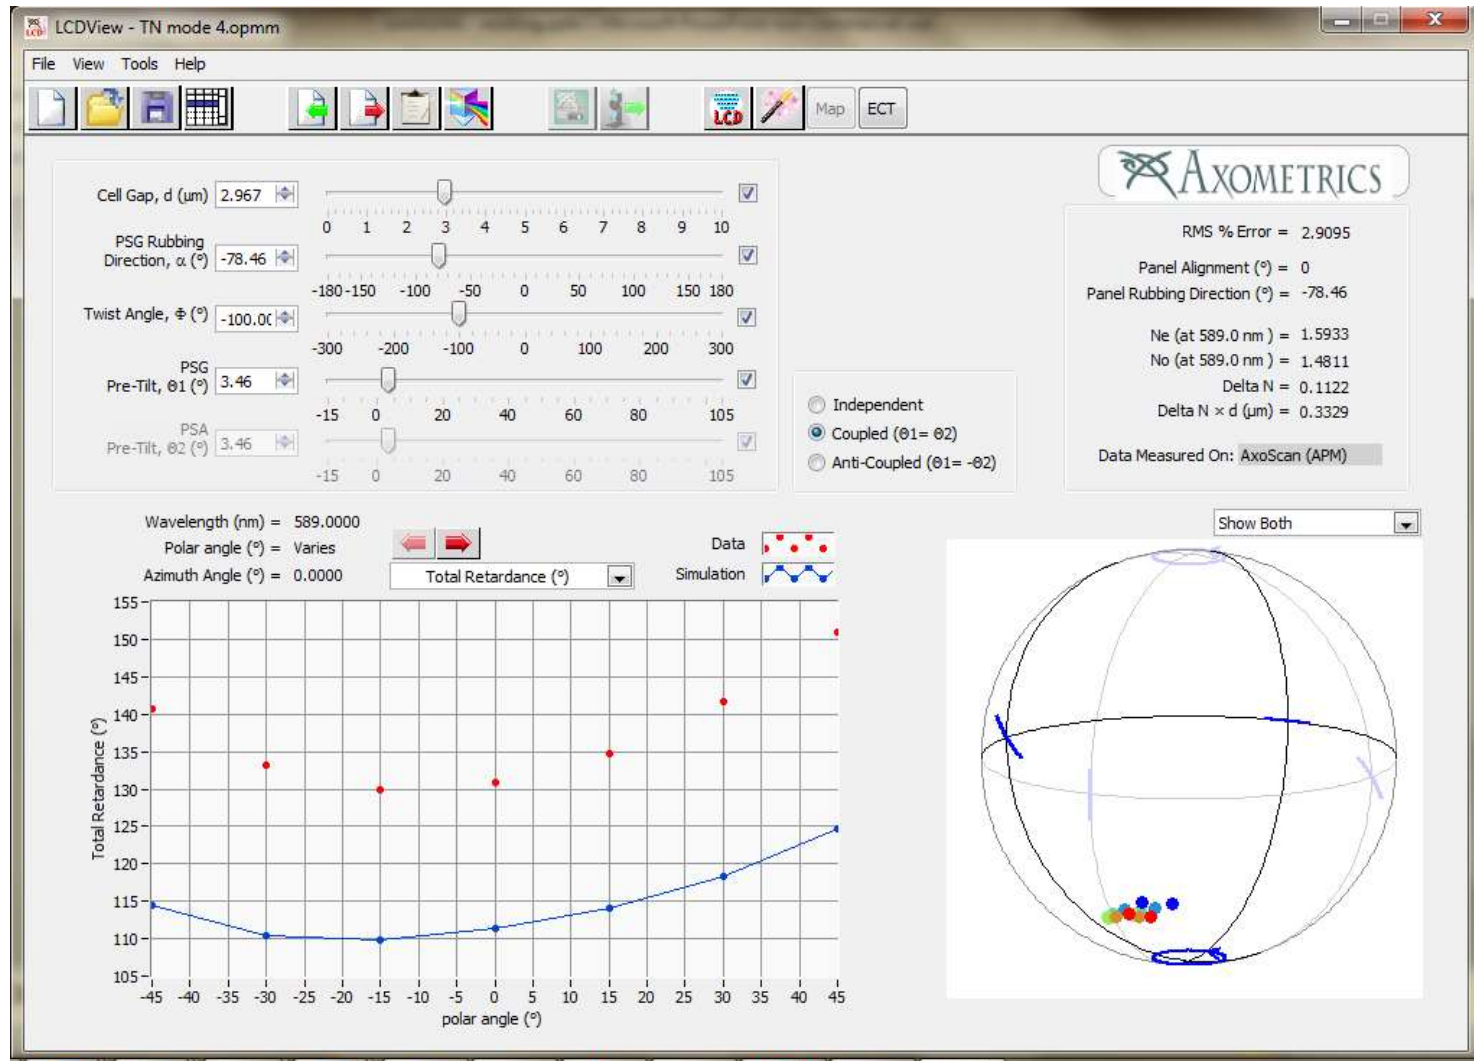 LCDView - TN mode 4.opmm
File View Tools Help
LCD Map ECT
AXOMETRICS
Cell Gap, d (um) 2.967
0 1 2 3 4 5 6 7 8 9 10
PSG Rubbing
Direction, α (°) -78.46
-180 -150 -100 -50 0 50 100 150 180
Twist Angle, Φ (°) -100.00
-300 -200 -100 0 100 200 300
PSG
Pre-Tilt, Θ1 (°) 3.46
-15 0 20 40 60 80 105
PSA
Pre-Tilt, Θ2 (°) 3.46
-15 0 20 40 60 80 105
Independent
Coupled (Θ1= Θ2)
Anti-Coupled (Θ1= -Θ2)
RMS % Error = 2.9095
Panel Alignment (°) = 0
Panel Rubbing Direction (°) = -78.46
Ne (at 589.0 nm ) = 1.5933
No (at 589.0 nm ) = 1.4811
Delta N = 0.1122
Delta N × d (µm) = 0.3329
Data Measured On: AxoScan (APM)
Wavelength (nm) = 589.0000
Polar angle (°) = Varies
Azimuth Angle (°) = 0.0000
Total Retardance (°)
Data
Simulation
Show Both
155
150
145
140
135
130
125
120
115
110
105
Total Retardance (°)
-45 -40 -35 -30 -25 -20 -15 -10 -5 0 5 10 15 20 25 30 35 40 45
polar angle (°)